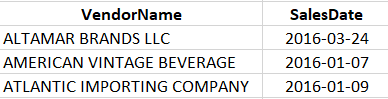 VendorName SalesDate
ALTAMAR BRANDS LLC 2016-03-24
AMERICAN VINTAGE BEVERAGE 2016-01-07
ATLANTIC IMPORTING COMPANY 2016-01-09